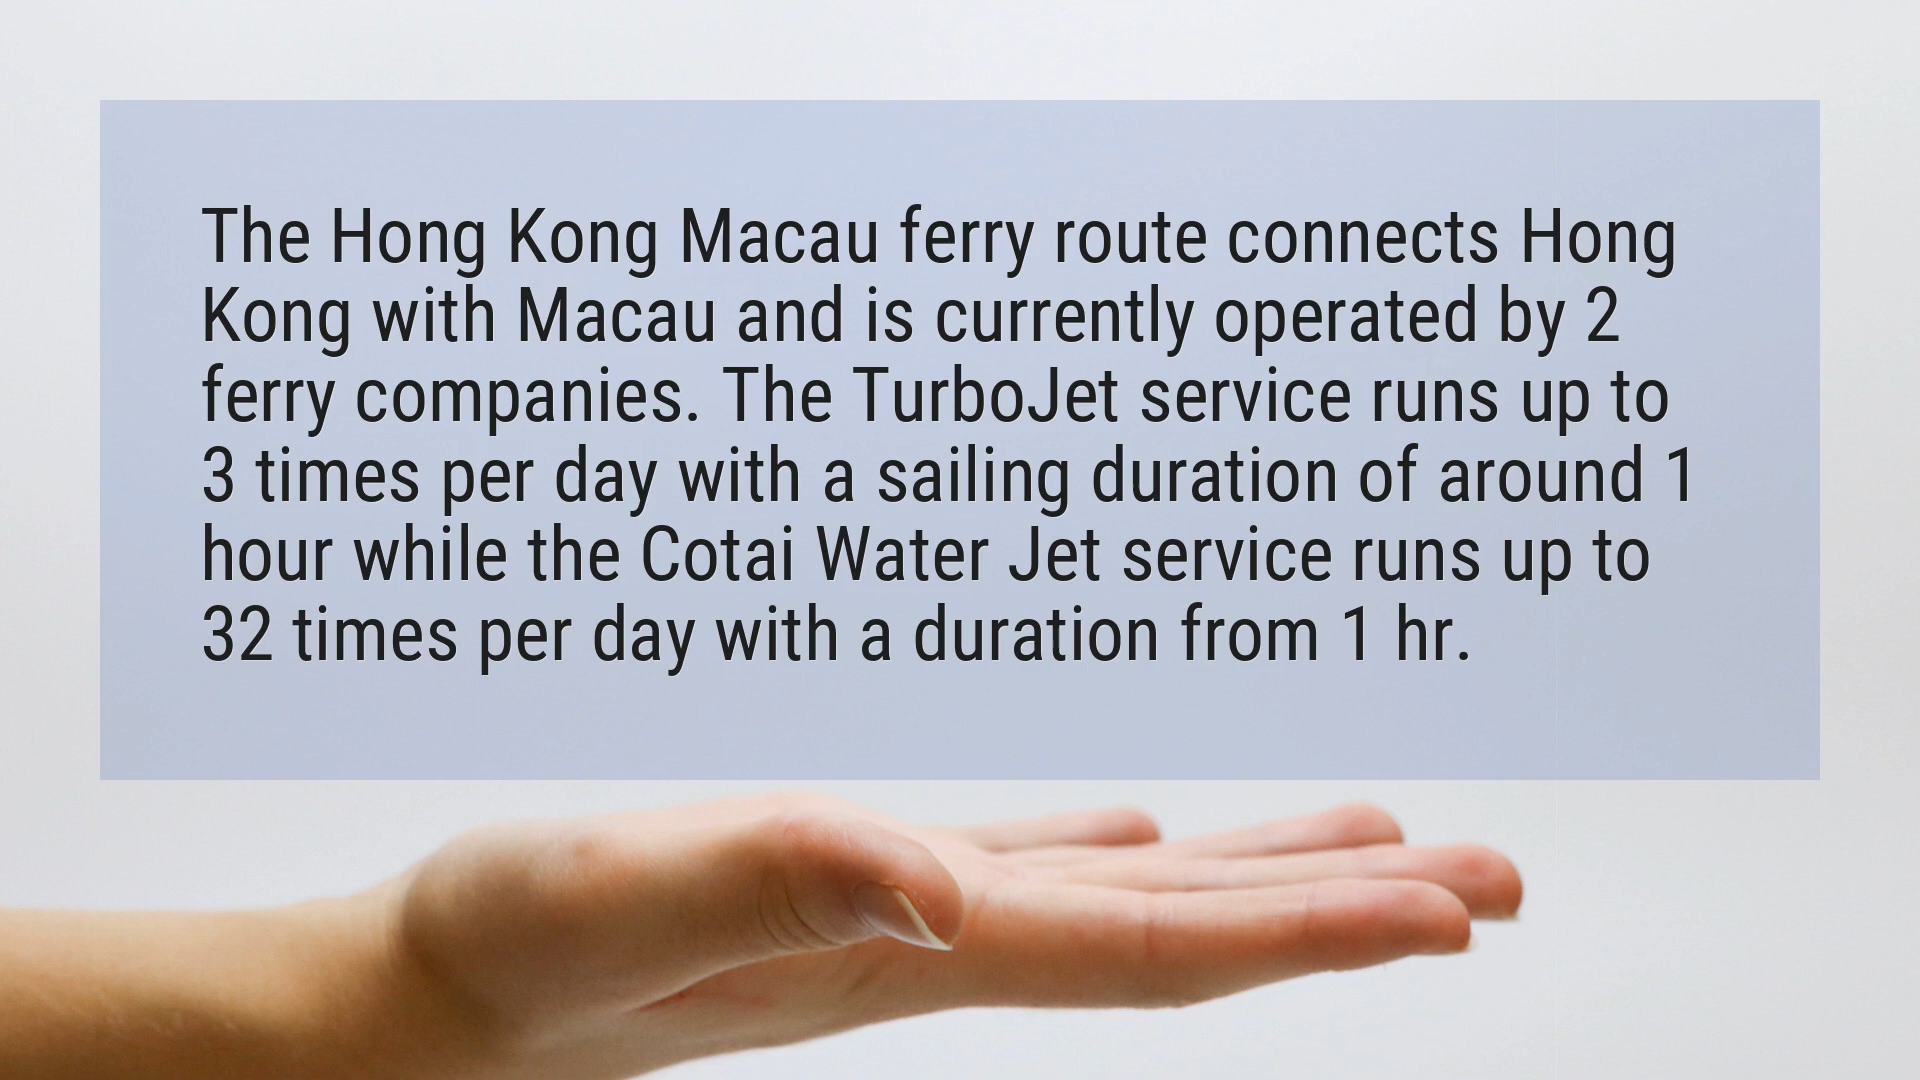 The Hong Kong Macau ferry route connects Hong
Kong with Macau and is currently operated by 2
ferry companies. The TurboJet service runs up to
3 times per day with a sailing duration of around 1
hour while the Cotai Water Jet service runs up to
32 times per day with a duration from 1 hr.